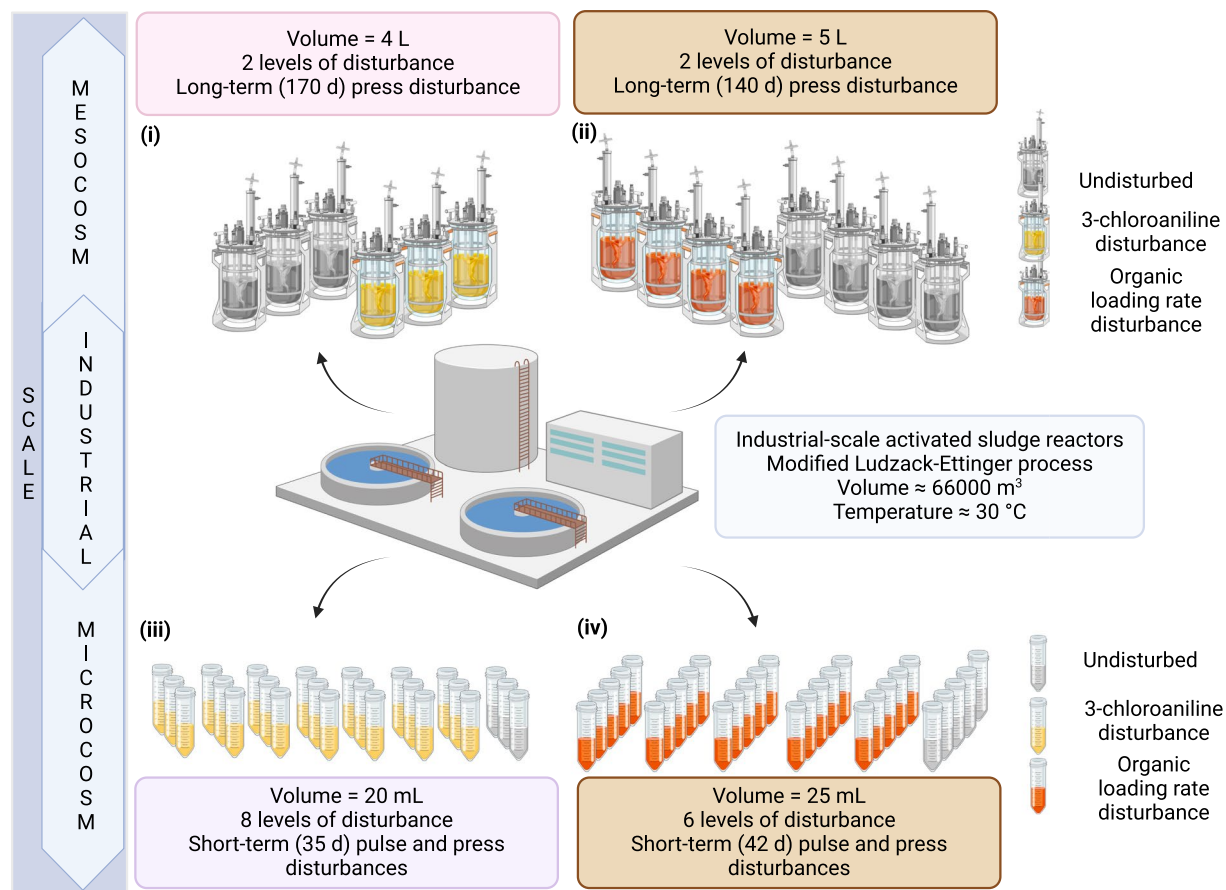 Volume = 4 L
2 levels of disturbance
Long-term (170 d) press disturbance
Volume = 5 L
2 levels of disturbance
Long-term (140 d) press disturbance
MESOCOSM
(i)
(ii)
Undisturbed
3-chloroaniline
disturbance
Organic
loading rate
disturbance
SCALE
INDUSTRIAL
Industrial-scale activated sludge reactors
Modified Ludzack-Ettinger process
Volume ≈ 66000 m³
Temperature ≈ 30 °C
MICROCOSM
(iii)
(iv)
Undisturbed
3-chloroaniline
disturbance
Organic
loading rate
disturbance
Volume = 20 mL
8 levels of disturbance
Short-term (35 d) pulse and press
disturbances
Volume = 25 mL
6 levels of disturbance
Short-term (42 d) pulse and press
disturbances